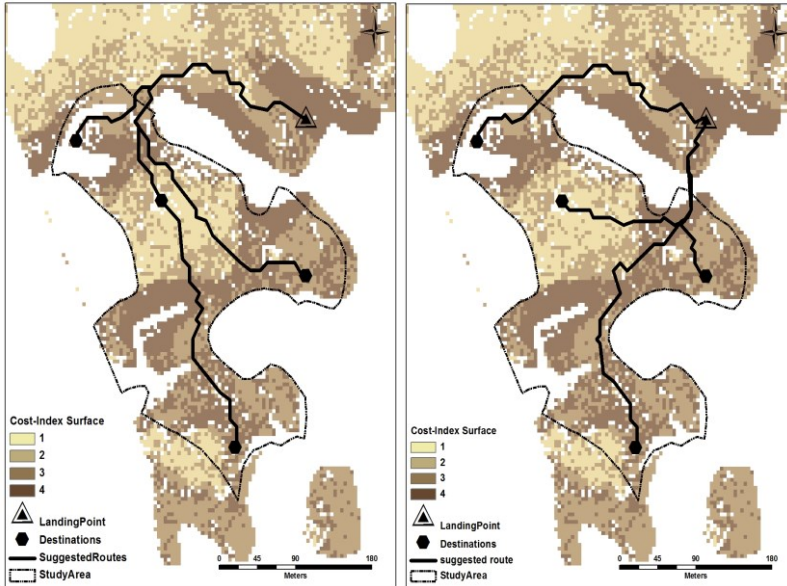 Cost-Index Surface
1
2
3
4
LandingPoint
Destinations
SuggestedRoutes
StudyArea
0 45 90 180
Meters
Cost-Index Surface
1
2
3
4
LandingPoint
Destinations
suggested route
StudyArea
0 45 90 180
Meters